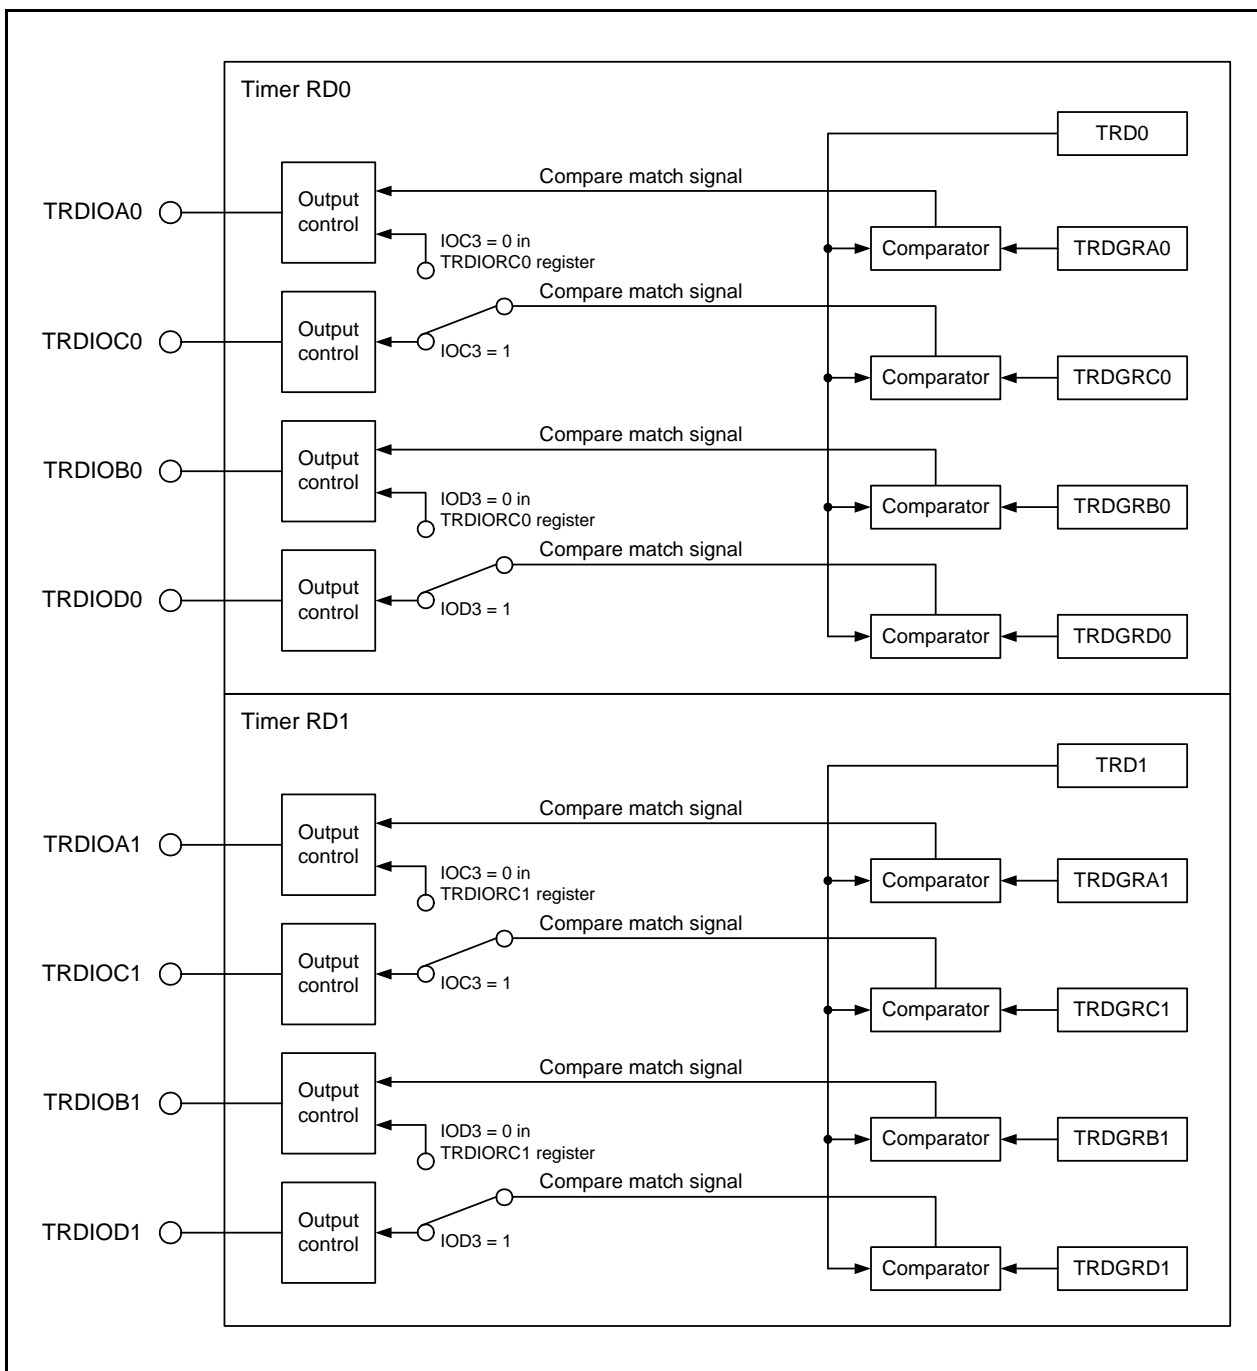 Timer RD0
TRD0
Compare match signal
TRDIOA0
Output
control
IOC3 = 0 in
TRDIORC0 register
Comparator
TRDGRA0
Compare match signal
TRDIOC0
Output
control
IOC3 = 1
Comparator
TRDGRC0
Compare match signal
TRDIOB0
Output
control
IOD3 = 0 in
TRDIORC0 register
Comparator
TRDGRB0
Compare match signal
TRDIOD0
Output
control
IOD3 = 1
Comparator
TRDGRD0
Timer RD1
TRD1
Compare match signal
TRDIOA1
Output
control
IOC3 = 0 in
TRDIORC1 register
Comparator
TRDGRA1
Compare match signal
TRDIOC1
Output
control
IOC3 = 1
Comparator
TRDGRC1
Compare match signal
TRDIOB1
Output
control
IOD3 = 0 in
TRDIORC1 register
Comparator
TRDGRB1
Compare match signal
TRDIOD1
Output
control
IOD3 = 1
Comparator
TRDGRD1